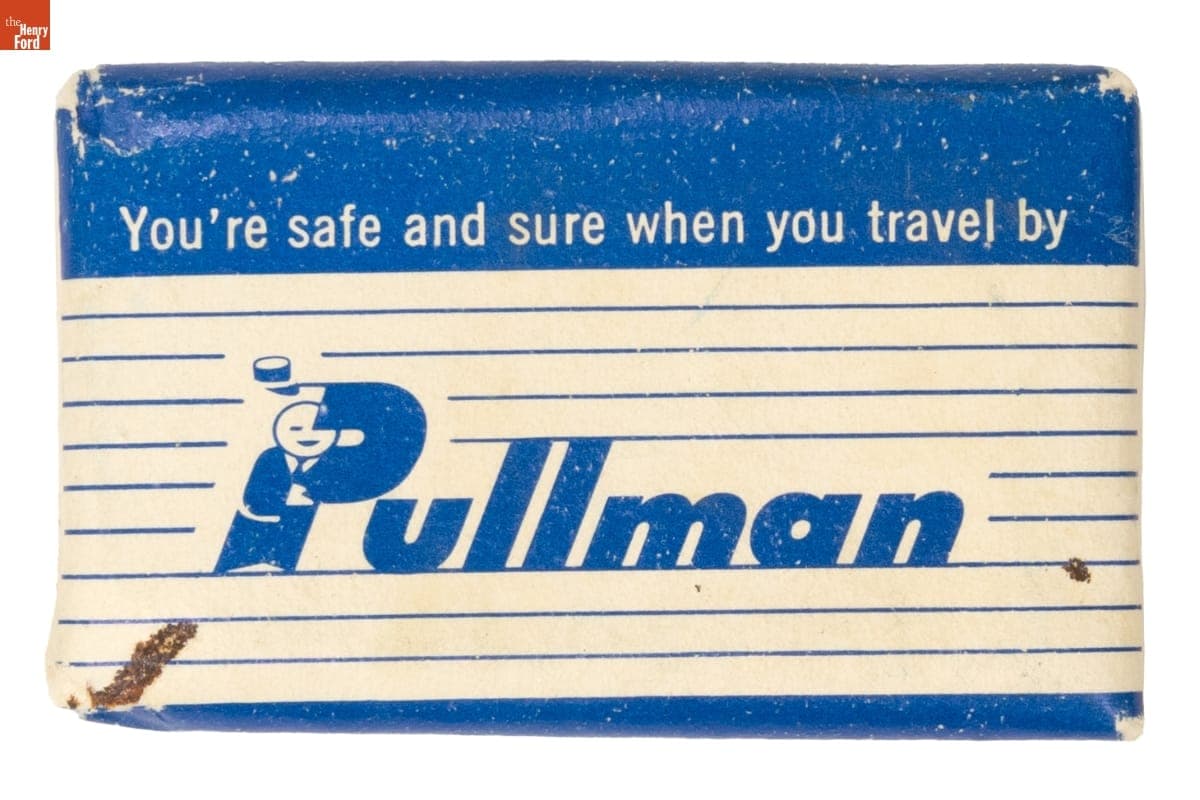 the
Henry
Ford
You're safe and sure when you travel by
Pullman